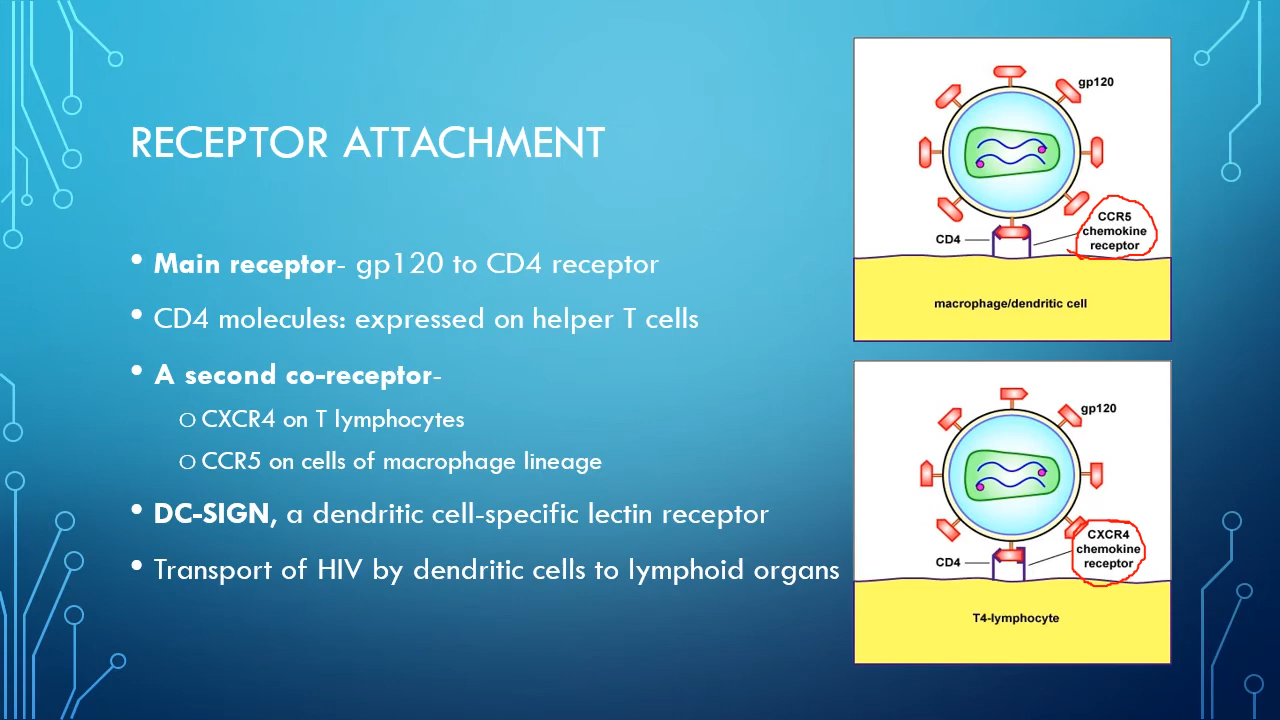 RECEPTOR ATTACHMENT
• Main receptor- gp120 to CD4 receptor
• CD4 molecules: expressed on helper T cells
• A second co-receptor-
o CXCR4 on T lymphocytes
o CCR5 on cells of macrophage lineage
• DC-SIGN, a dendritic cell-specific lectin receptor
• Transport of HIV by dendritic cells to lymphoid organs
gp120
CCR5
chemokine
receptor
CD4
macrophage/dendritic cell
gp120
CXCR4
chemokine
receptor
CD4
T4-lymphocyte